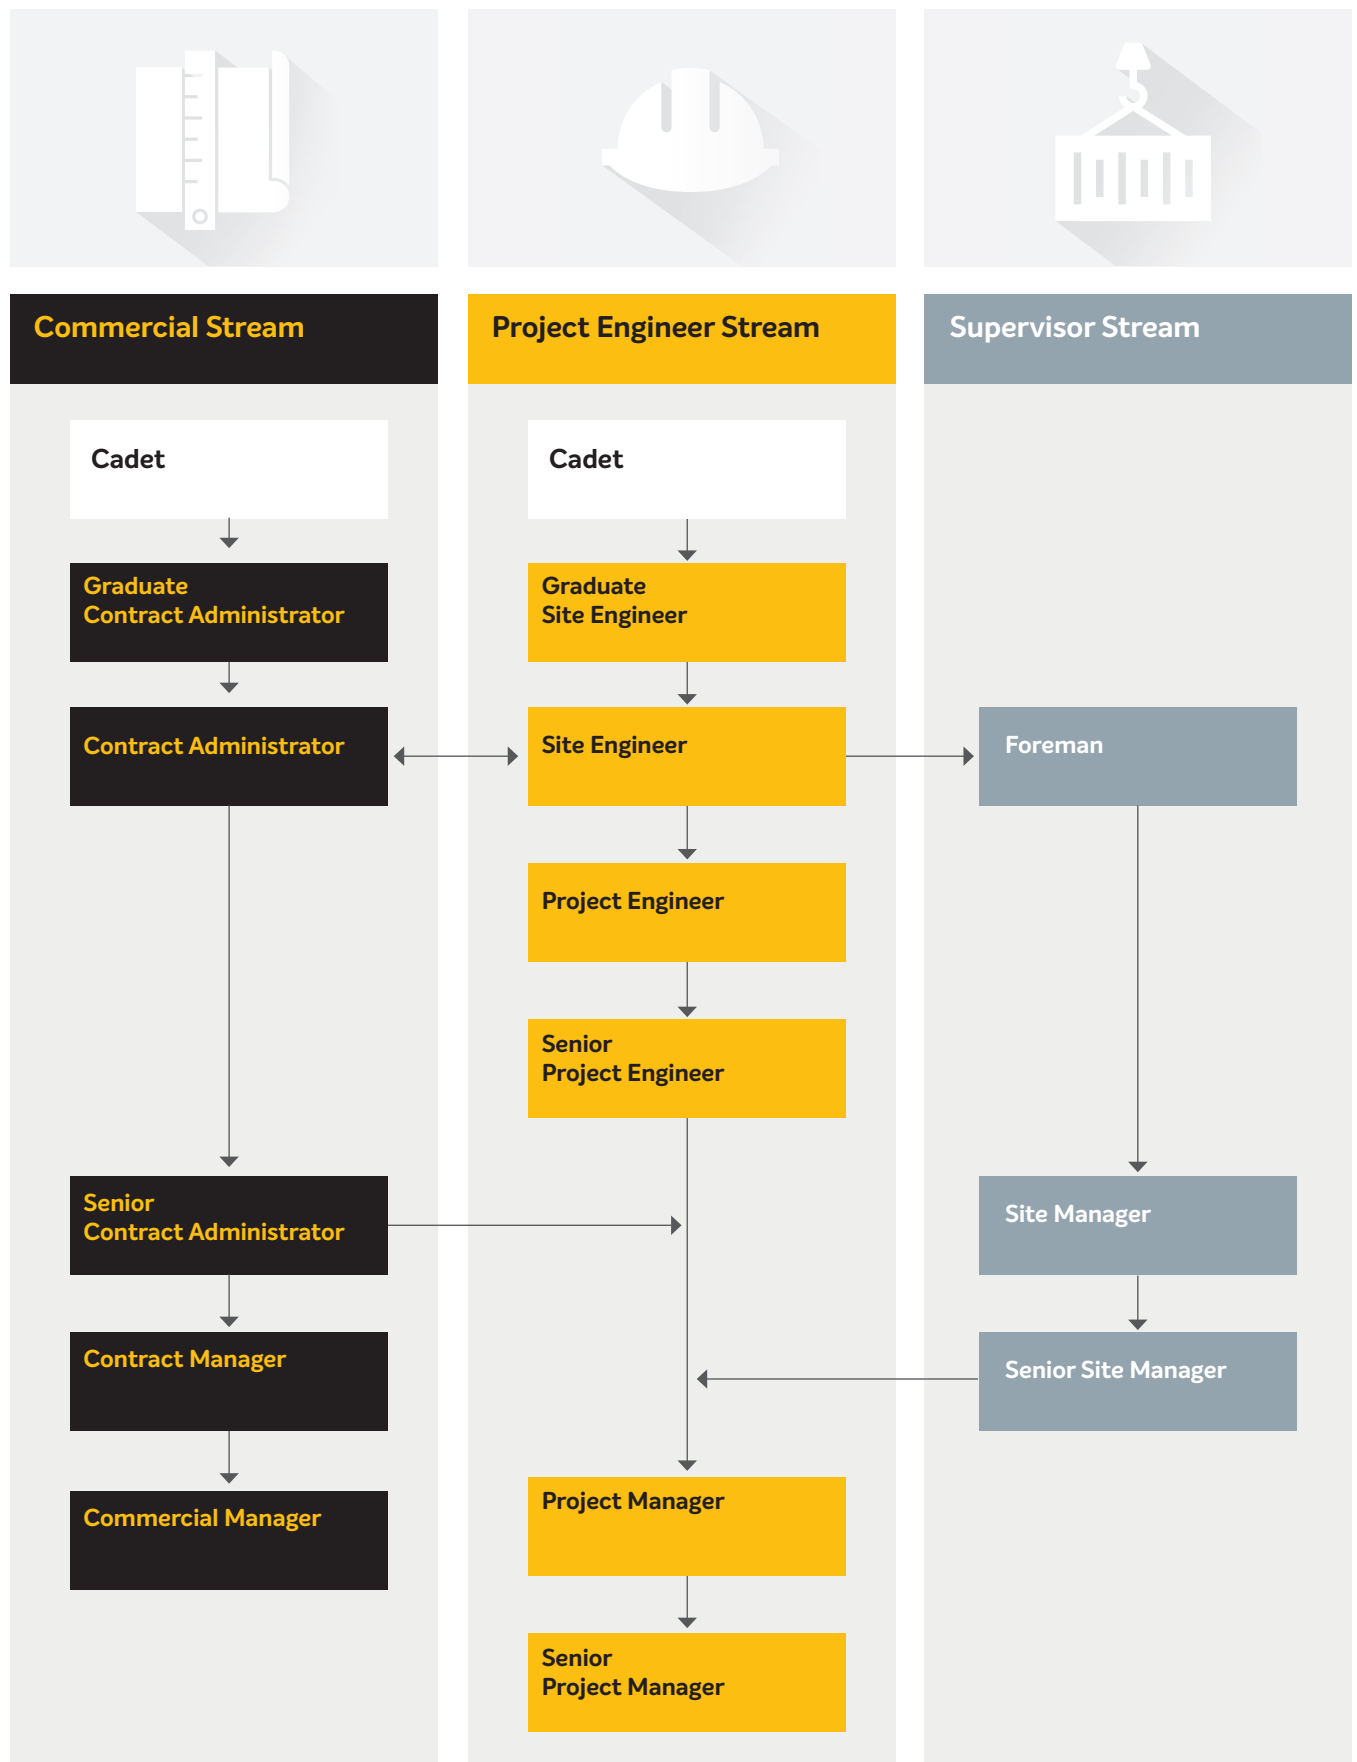 Commercial Stream
Project Engineer Stream
Supervisor Stream
Cadet
Cadet
Graduate
Contract Administrator
Graduate
Site Engineer
Contract Administrator
Site Engineer
Foreman
Project Engineer
Senior
Project Engineer
Senior
Contract Administrator
Site Manager
Contract Manager
Senior Site Manager
Project Manager
Commercial Manager
Senior
Project Manager